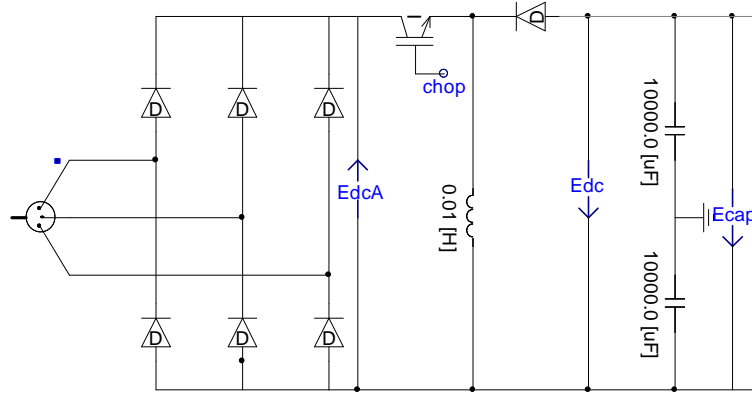 D
chop
D
D
D
10000.0 [uF]
EdcA
0.01 [H]
Edc
Ecap
10000.0 [uF]
D
D
D